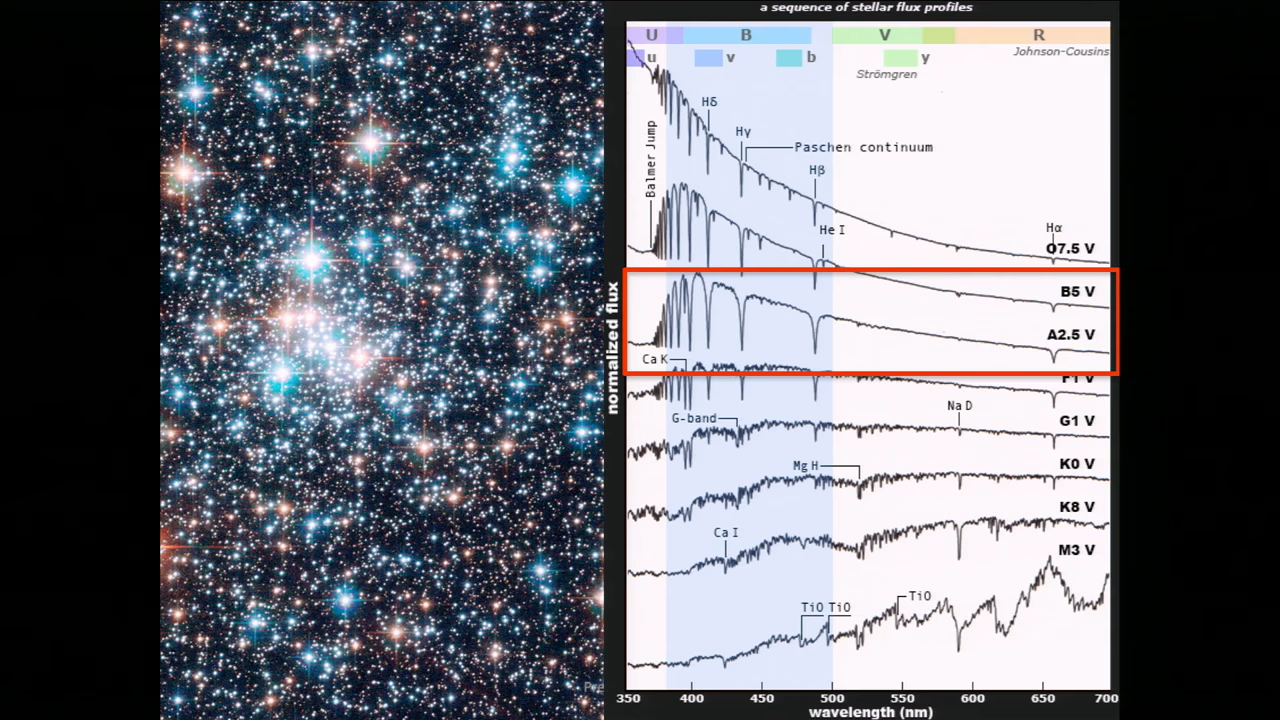 a sequence of stellar flux profiles
U B V R
Johnson-Cousins
u v b y
Strömgren
Hδ
Balmer Jump
Hγ
Paschen continuum
Hβ
Hα
He I
O7.5 V
B5 V
A2.5 V
Ca K
F1 V
normalized flux
Na D
G-band
G1 V
Mg H
K0 V
K8 V
Ca I
M3 V
TiO
TiO TiO
350 400 450 500 550 600 650 700
wavelength (nm)